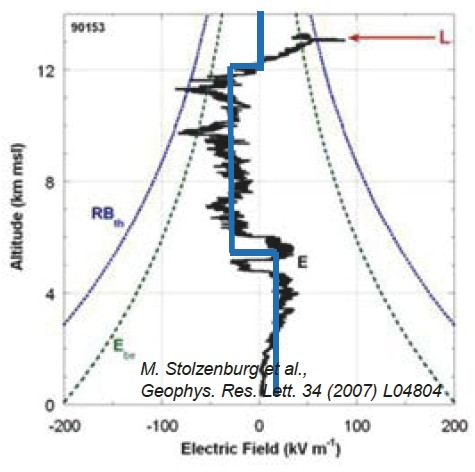 90153
L
12
8
4
0
Altitude (km msl)
RBth
E
Ebe
M. Stolzenburg et al.,
Geophys. Res. Lett. 34 (2007) L04804
-200 -100 0 100 200
Electric Field (kV m-1)